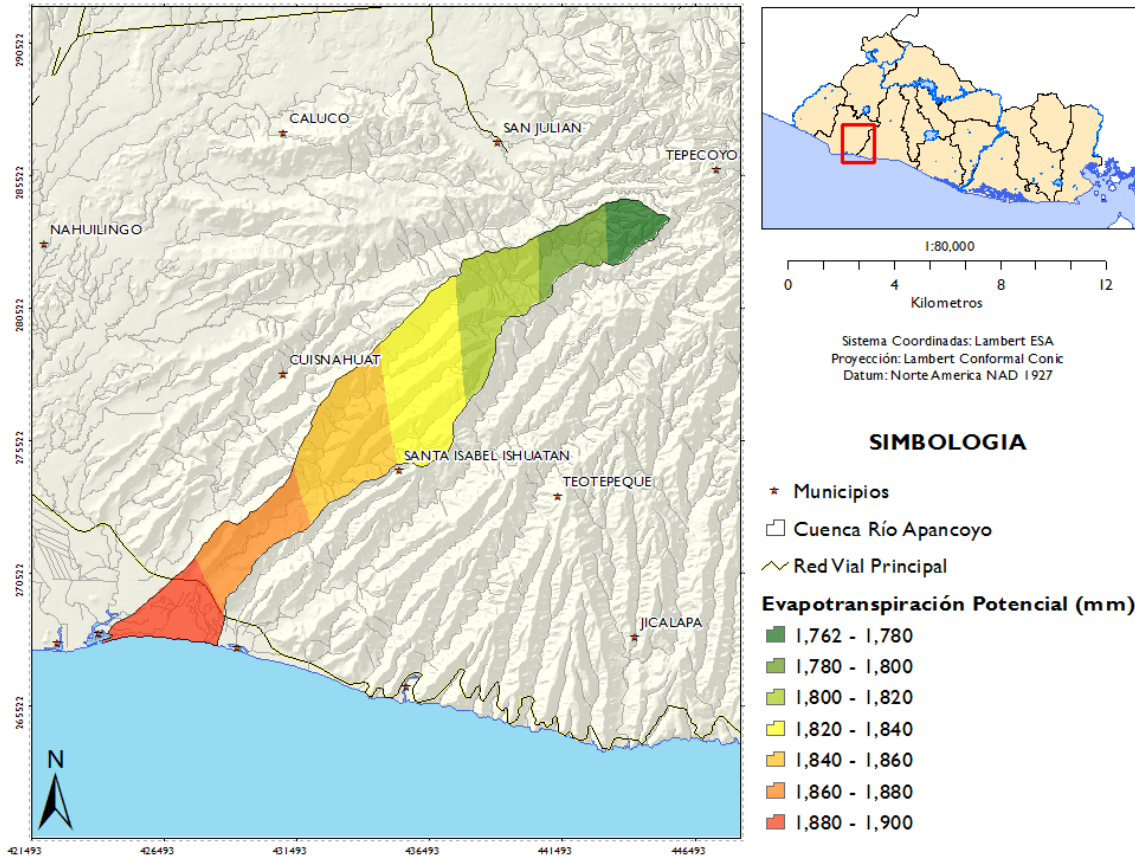 290522
285522
280522
275522
270522
265522
CALUCO
SAN JULIAN
TEPECOYO
NAHUILINGO
CUISNAHUAT
SANTA ISABEL ISHUATAN
TEOTEPEQUE
JICALAPA
N
421493
426493
431493
436493
441493
446493
1:80,000
0 4 8 12
Kilometros
Sistema Coordinadas: Lambert ESA
Proyección: Lambert Conformal Conic
Datum: Norte America NAD 1927
SIMBOLOGIA
Municipios
Cuenca Río Apancoyo
Red Vial Principal
Evapotranspiración Potencial (mm)
1,762 - 1,780
1,780 - 1,800
1,800 - 1,820
1,820 - 1,840
1,840 - 1,860
1,860 - 1,880
1,880 - 1,900